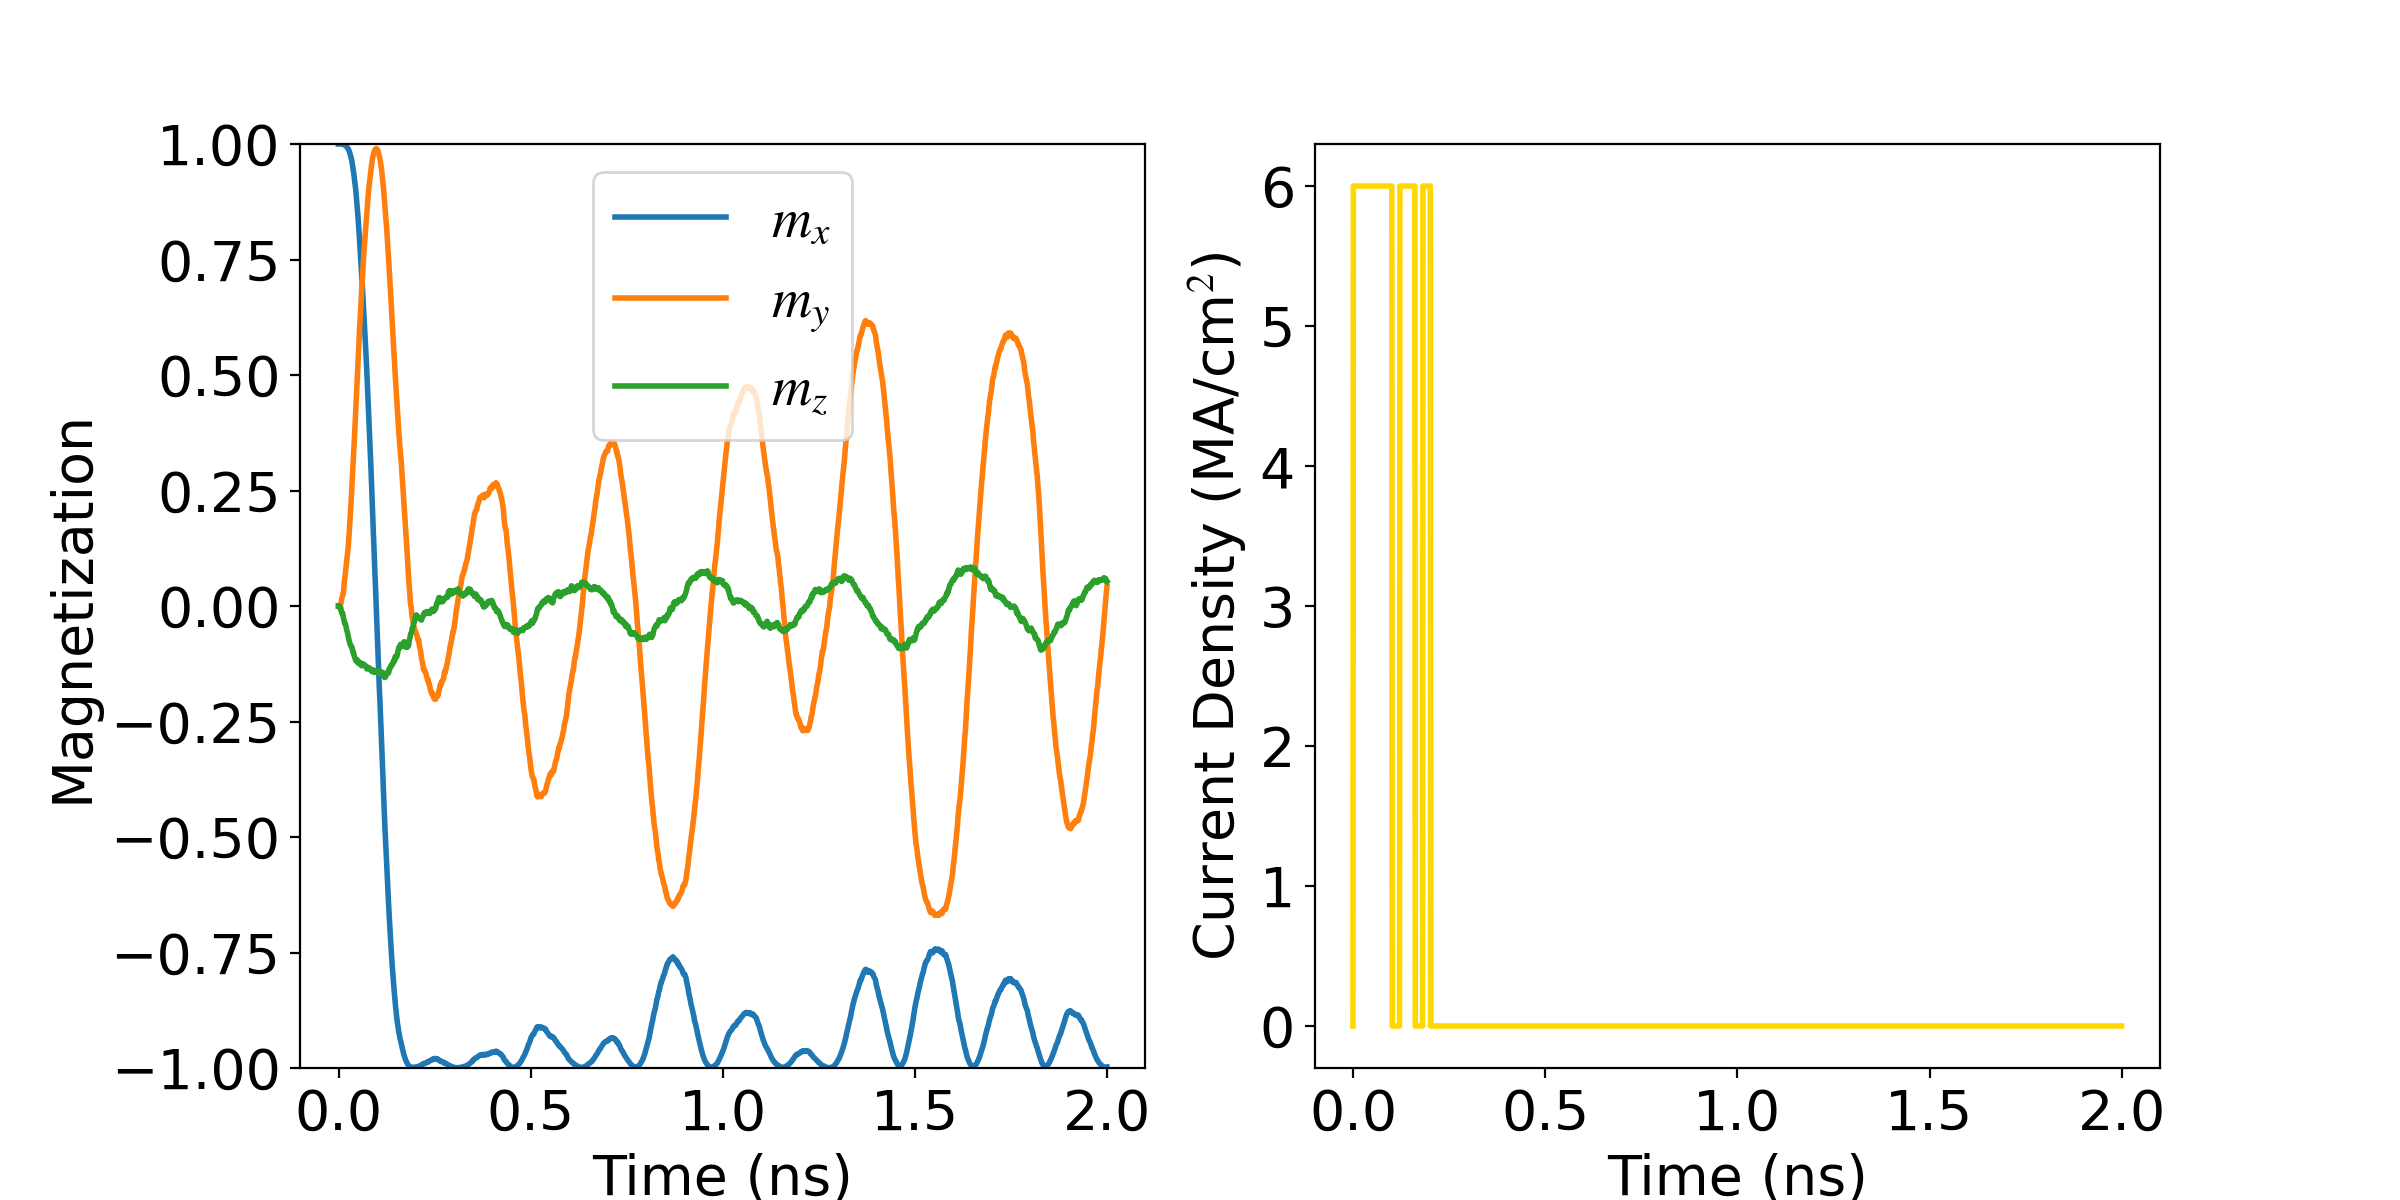 1.00
0.75
0.50
0.25
0.00
−0.25
−0.50
−0.75
−1.00
Magnetization
0.0 0.5 1.0 1.5 2.0
Time (ns)
m_x
m_y
m_z
6
5
4
3
2
1
0
Current Density (MA/cm²)
0.0 0.5 1.0 1.5 2.0
Time (ns)